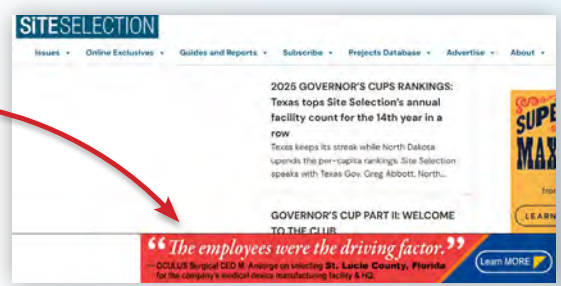 SITE SELECTION
Issues
Online Exclusives
Guides and Reports
Subscribe
Projects Database
Advertise
About
2025 GOVERNOR'S CUPS RANKINGS:
Texas tops Site Selection's annual
facility count for the 14th year in a
row
Texas keeps its streak while North Dakota
upends the per-capita rankings. Site Selection
speaks with Texas Gov. Greg Abbott, North...
SUPE
MAX
from
LEARN
GOVERNOR'S CUP PART II: WELCOME
TO THE CLUB
“The employees were the driving factor.”
— OCULUS Surgical CEO M. Ansorge on selecting St. Lucie County, Florida
for the company's medical device manufacturing facility & HQ.
Learn MORE